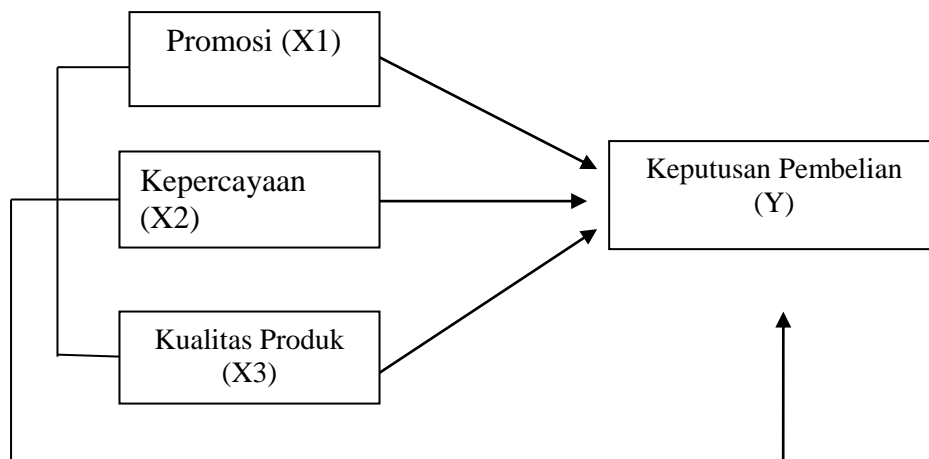 Promosi (X1)
Kepercayaan
(X2)
Kualitas Produk
(X3)
Keputusan Pembelian
(Y)